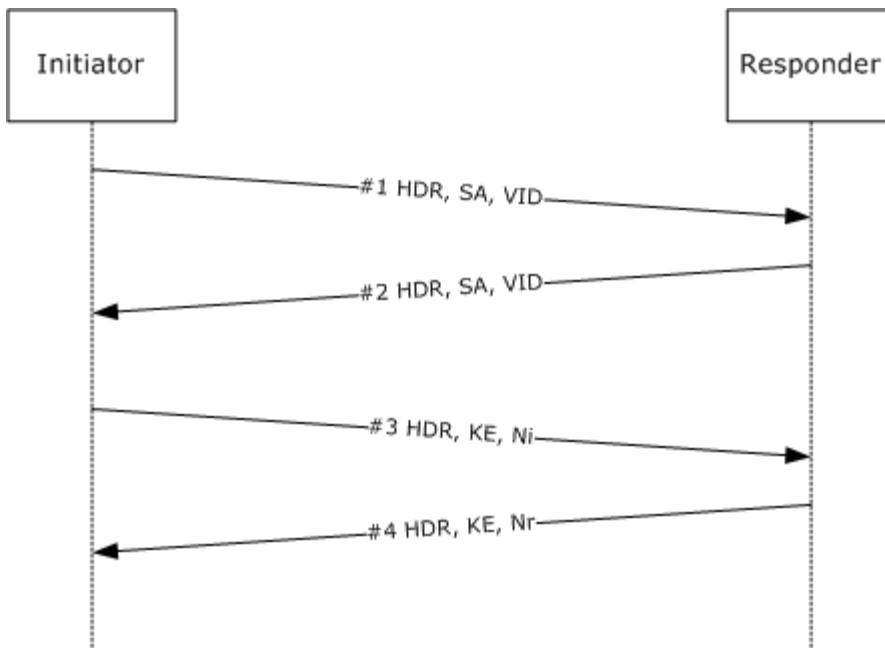 Initiator
Responder
#1 HDR, SA, VID
#2 HDR, SA, VID
#3 HDR, KE, Ni
#4 HDR, KE, Nr